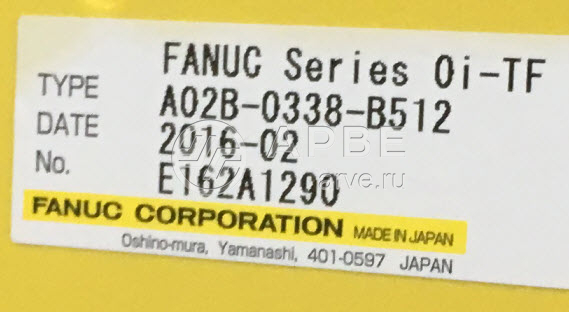 FANUC Series 0i-TF
TYPE A02B-0338-B512
DATE 2016-02
No. E162A1290
FANUC CORPORATION MADE IN JAPAN
Oshino-mura, Yamanashi, 401-0597 JAPAN